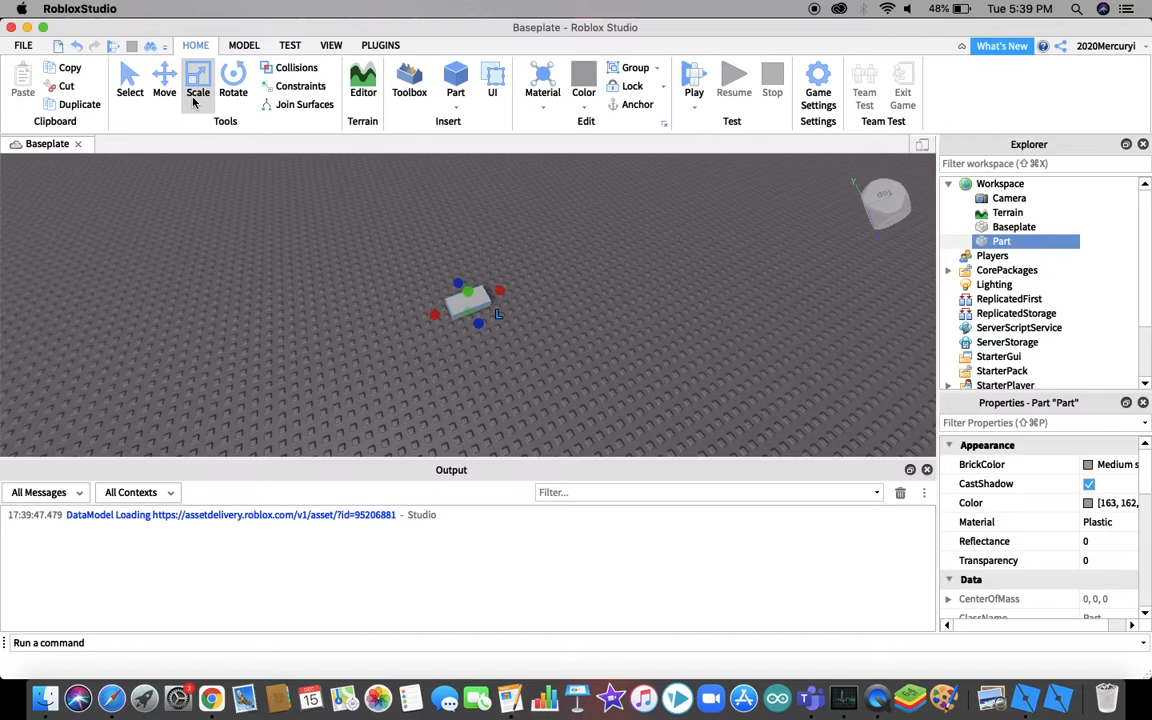 RobloxStudio
48%
Tue 5:39 PM
Baseplate - Roblox Studio
FILE
HOME
MODEL
TEST
VIEW
PLUGINS
What's New
2020Mercuryi
Paste
Copy
Cut
Duplicate
Clipboard
Select
Move
Scale
Rotate
Collisions
Constraints
Join Surfaces
Tools
Editor
Terrain
Toolbox
Part
UI
Insert
Material
Color
Group
Lock
Anchor
Edit
Play
Resume
Stop
Test
Game
Settings
Settings
Team
Test
Exit
Game
Team Test
Baseplate
Explorer
Filter workspace (⇧⌘X)
Workspace
Camera
Terrain
Baseplate
Part
Players
CorePackages
Lighting
ReplicatedFirst
ReplicatedStorage
ServerScriptService
ServerStorage
StarterGui
StarterPack
StarterPlayer
Y
Top
L
Properties - Part "Part"
Filter Properties (⇧⌘P)
Appearance
BrickColor Medium s
CastShadow
Color [163, 162,
Material Plastic
Reflectance 0
Transparency 0
Data
CenterOfMass 0, 0, 0
ClassName Part
Output
All Messages
All Contexts
Filter...
17:39:47.479 DataModel Loading https://assetdelivery.roblox.com/v1/asset/?id=95206881 - Studio
Run a command
DEC
15
2